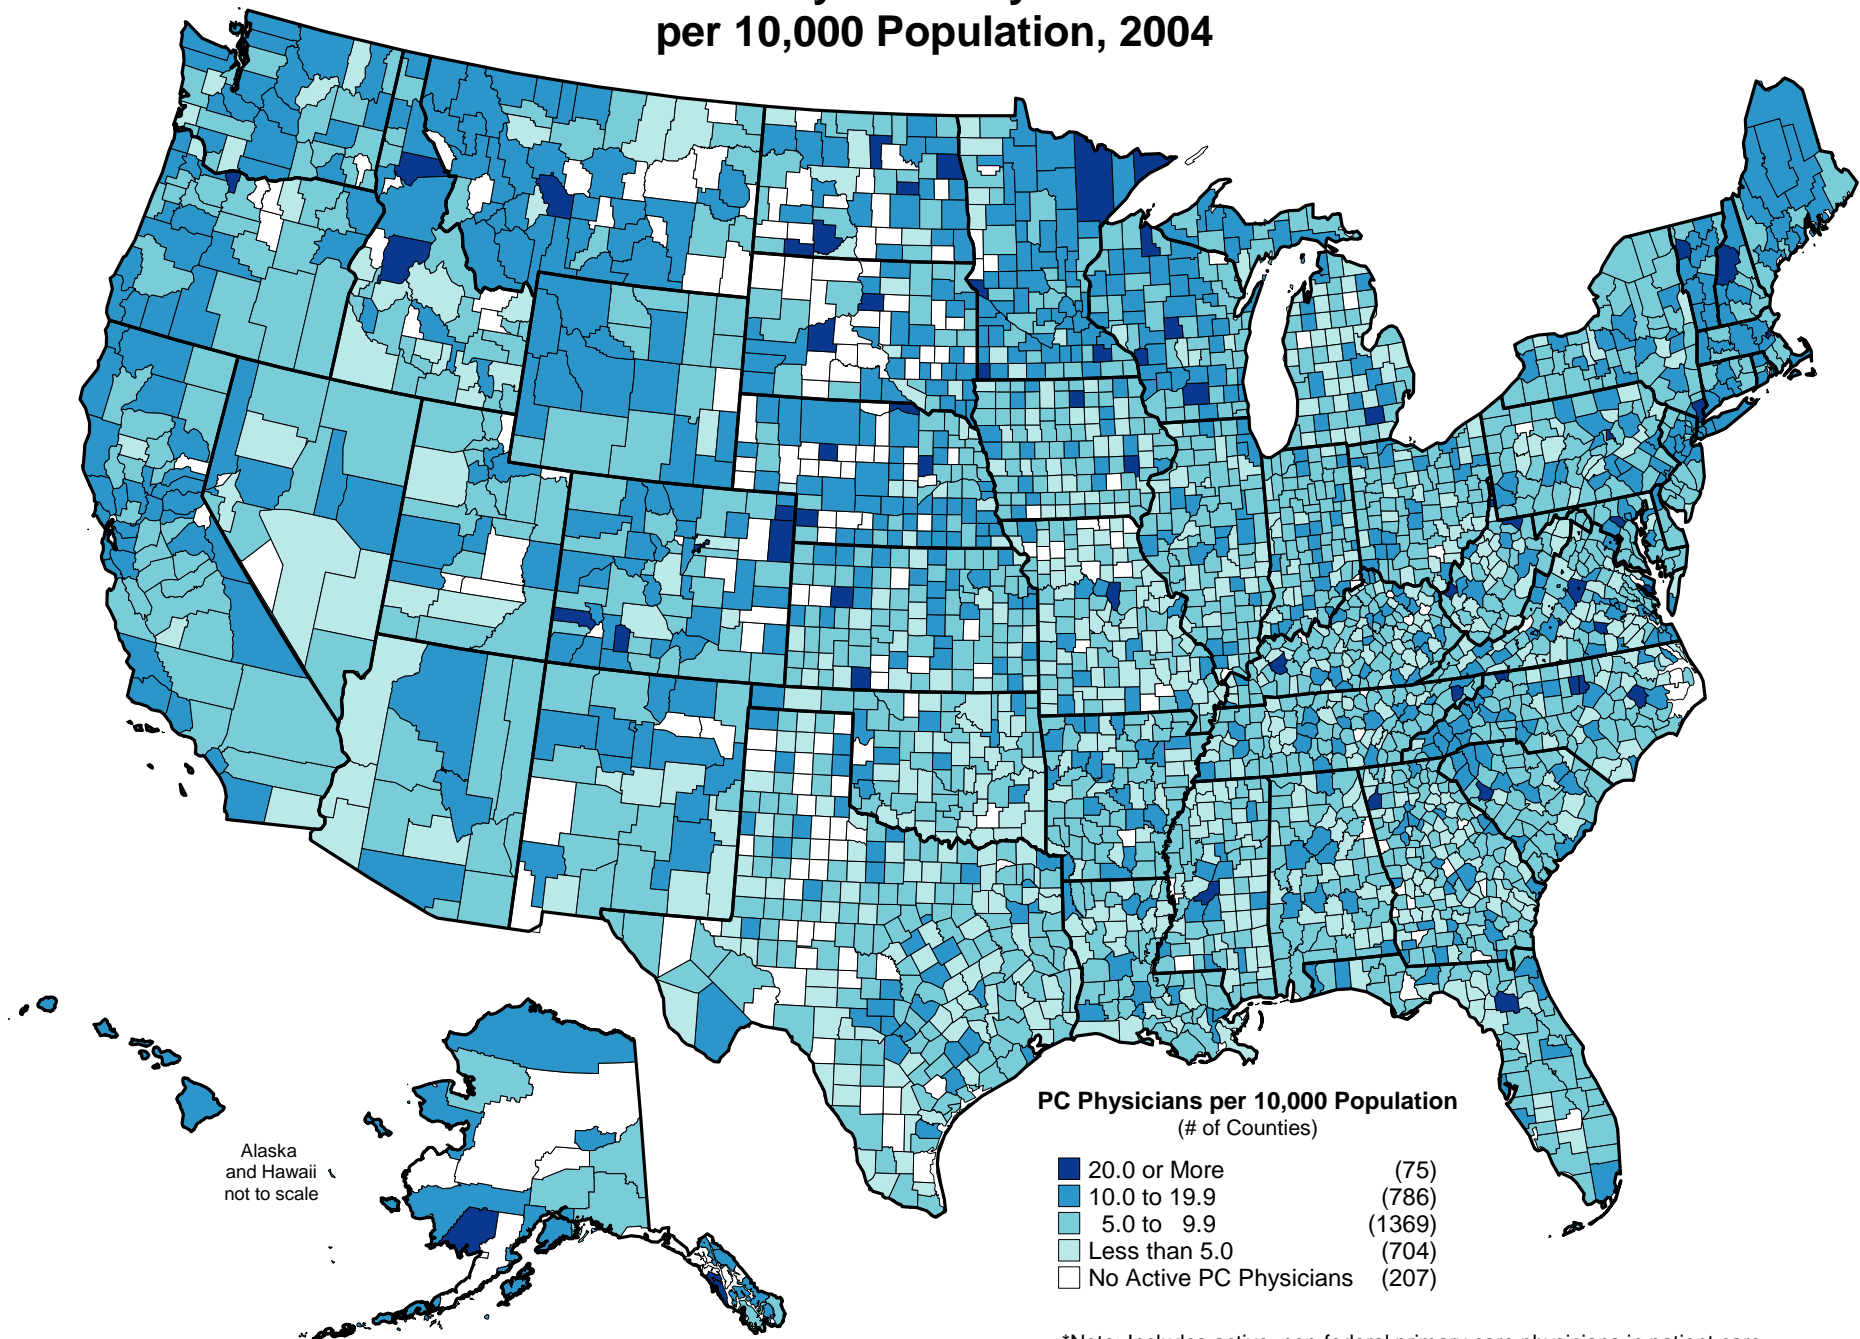 per 10,000 Population, 2004
Alaska
and Hawaii
not to scale
PC Physicians per 10,000 Population
(# of Counties)
20.0 or More (75)
10.0 to 19.9 (786)
5.0 to 9.9 (1369)
Less than 5.0 (704)
No Active PC Physicians (207)